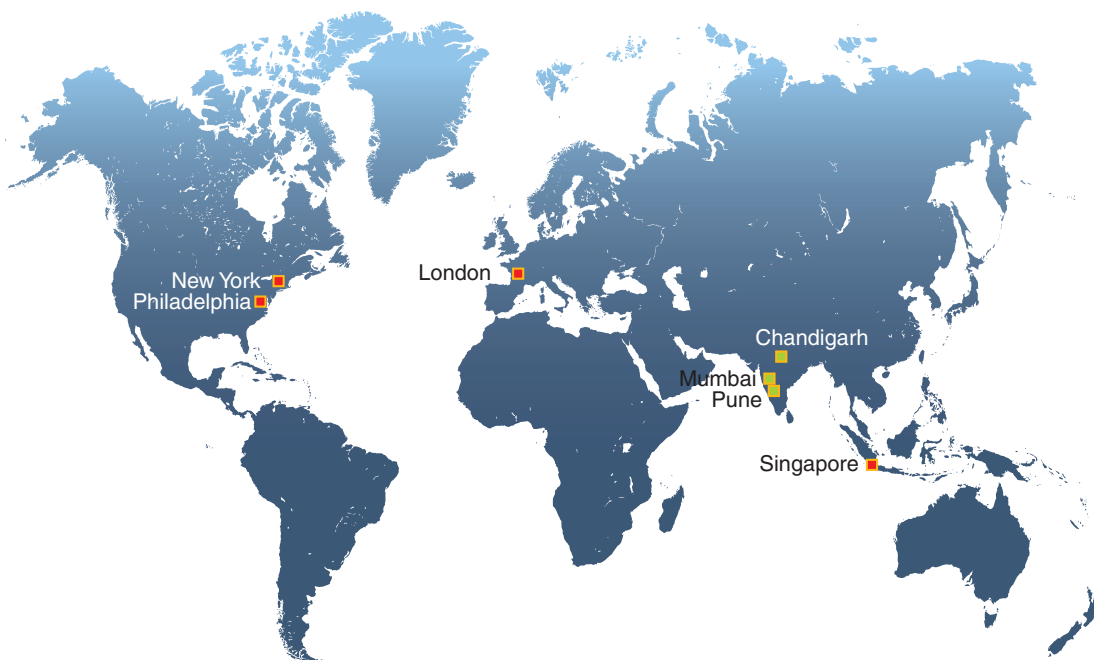 New York
Philadelphia
London
Chandigarh
Mumbai
Pune
Singapore